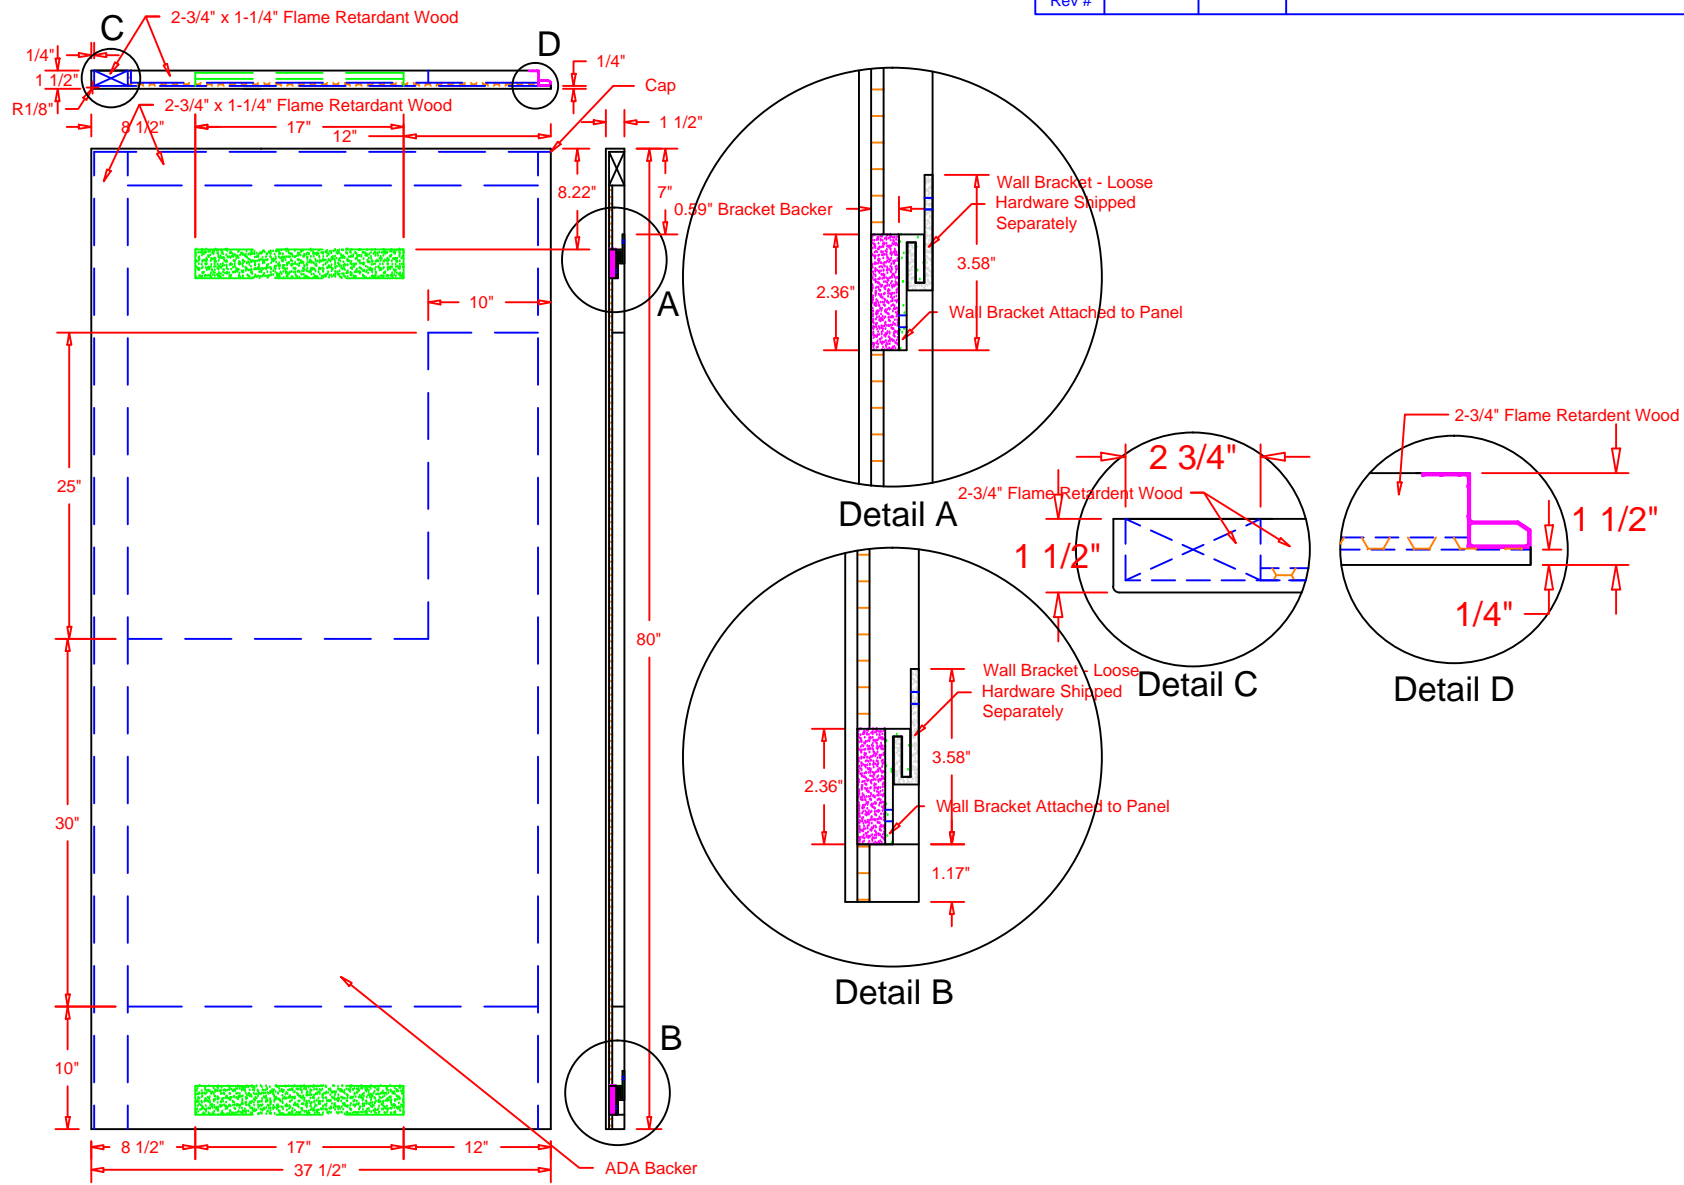 Rev #
C
2-3/4" x 1-1/4" Flame Retardant Wood
D
1/4"
1 1/2"
R1/8"
1/4"
Cap
2-3/4" x 1-1/4" Flame Retardant Wood
8 1/2"
17"
12"
1 1/2"
8.22"
7"
A
10"
25"
30"
10"
80"
B
8 1/2"
17"
12"
37 1/2"
ADA Backer
0.59" Bracket Backer
Wall Bracket - Loose
Hardware Shipped
Separately
2.36"
3.58"
Wall Bracket Attached to Panel
Detail A
Wall Bracket - Loose
Hardware Shipped
Separately
2.36"
3.58"
Wall Bracket Attached to Panel
1.17"
Detail B
2 3/4"
2-3/4" Flame Retardent Wood
1 1/2"
Detail C
2-3/4" Flame Retardent Wood
1 1/2"
1/4"
Detail D